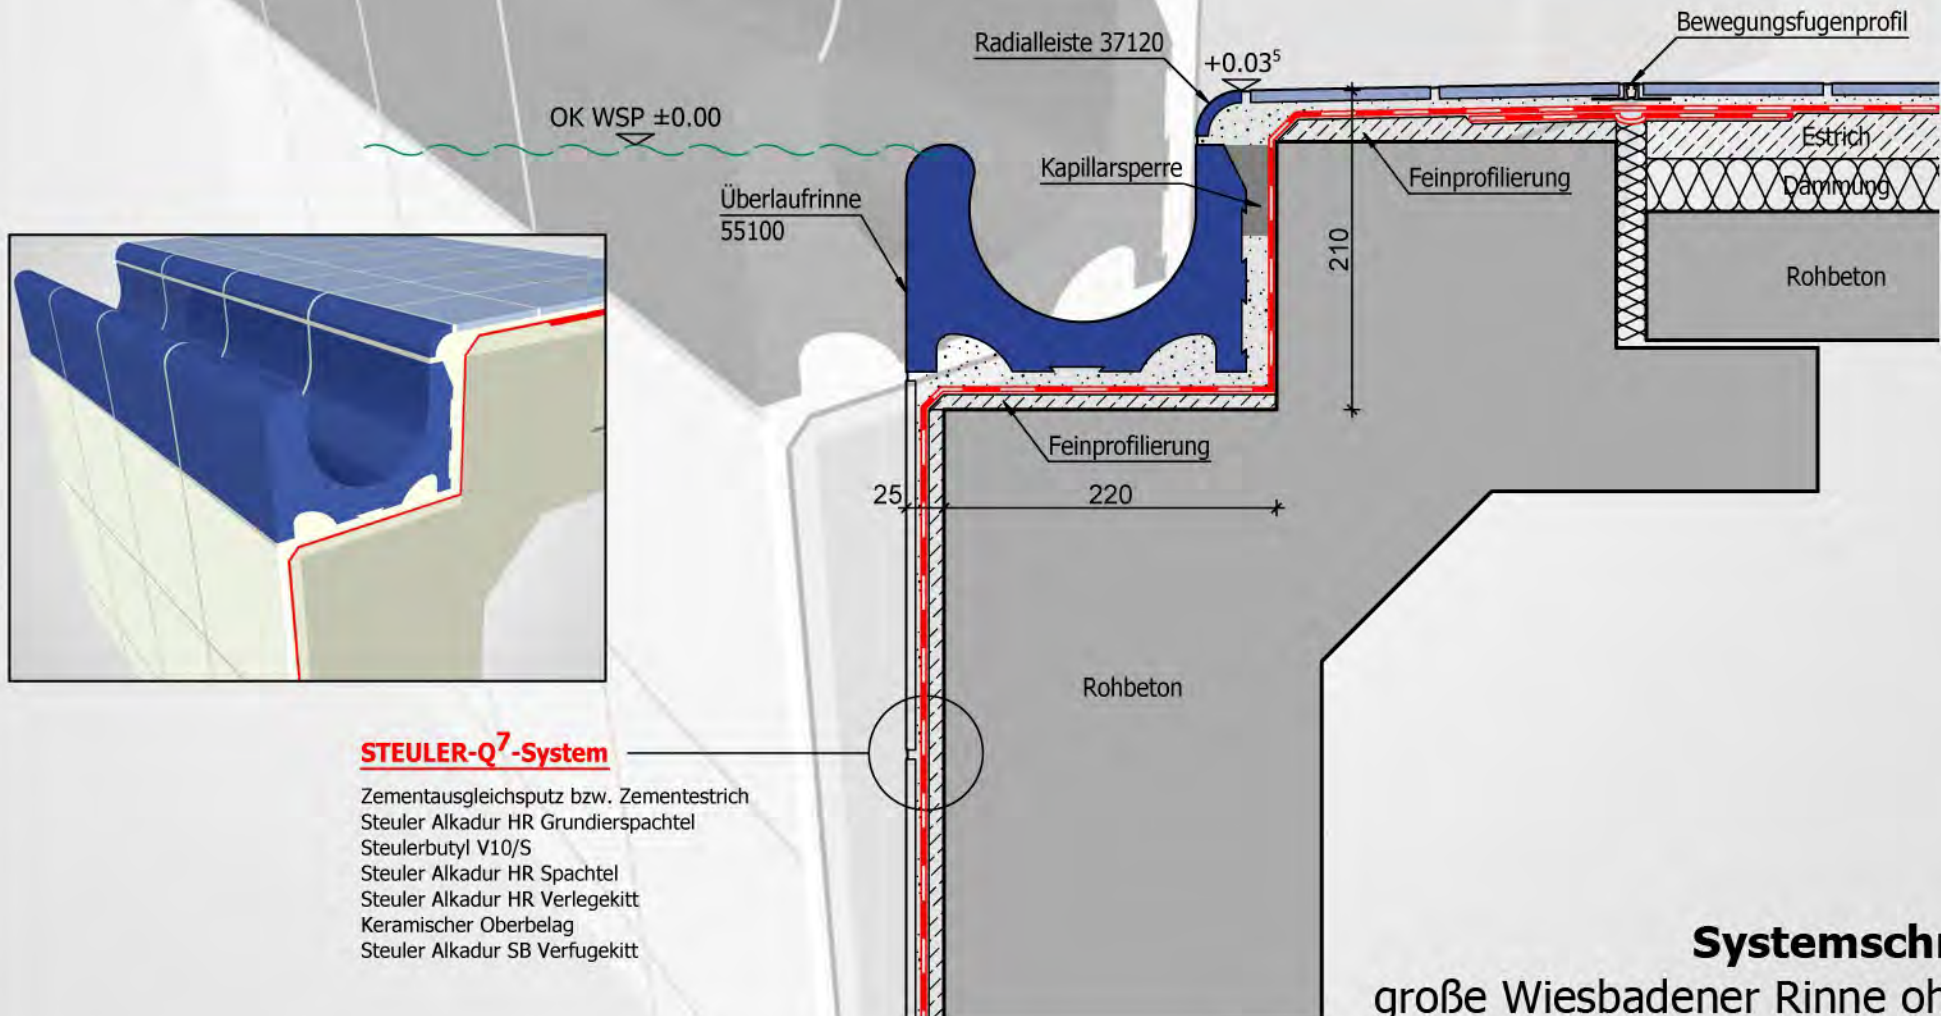 Bewegungsfugenprofil
Radialleiste 37120
+0.03⁵
OK WSP ±0.00
Estrich
Kapillarsperre
Feinprofilierung
Dämmung
Überlaufrinne
55100
210
Rohbeton
Feinprofilierung
25
220
Rohbeton
STEULER-Q⁷-System
Zementausgleichsputz bzw. Zementestrich
Steuler Alkadur HR Grundierspachtel
Steulerbutyl V10/S
Steuler Alkadur HR Spachtel
Steuler Alkadur HR Verlegekitt
Keramischer Oberbelag
Steuler Alkadur SB Verfugekitt
Systemsch
große Wiesbadener Rinne oh